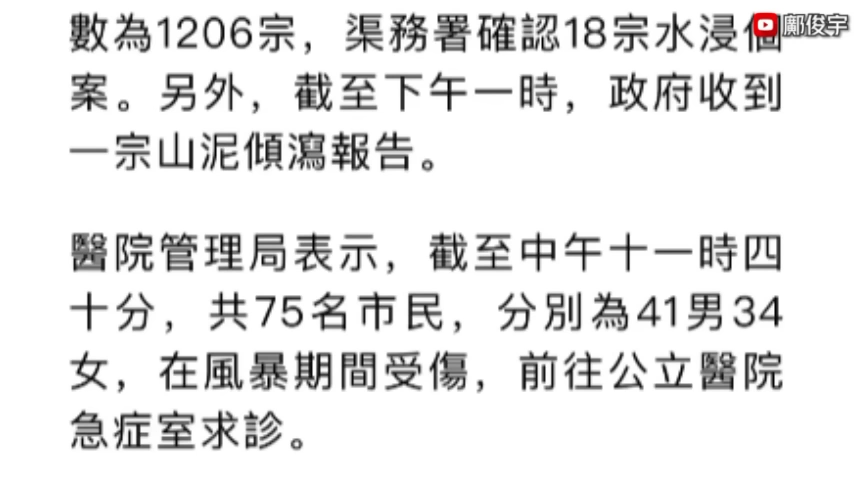 鄺俊宇
數為1206宗，渠務署確認18宗水浸個
案。另外，截至下午一時，政府收到
一宗山泥傾瀉報告。
醫院管理局表示，截至中午十一時四
十分，共75名市民，分別為41男34
女，在風暴期間受傷，前往公立醫院
急症室求診。